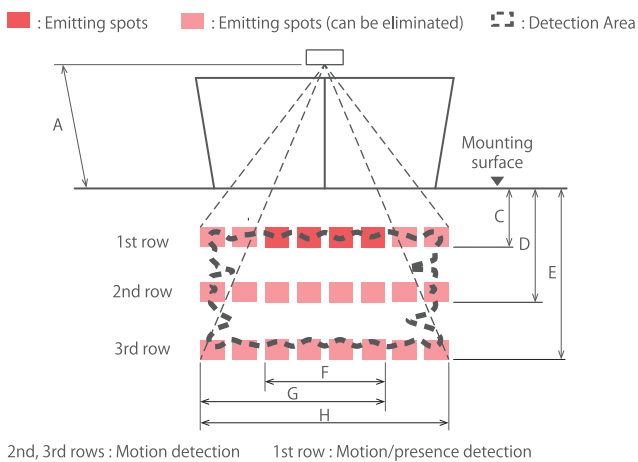 : Emitting spots : Emitting spots (can be eliminated) : Detection Area
A
Mounting
surface
C
D
E
1st row
2nd row
3rd row
F
G
H
2nd, 3rd rows : Motion detection 1st row : Motion/presence detection